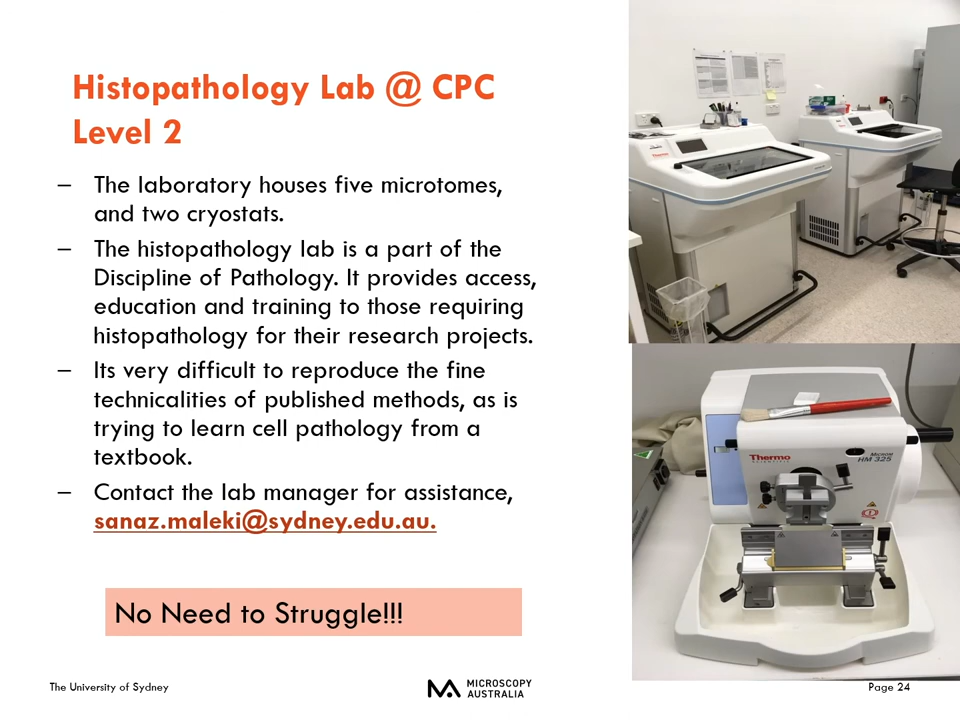 Histopathology Lab @ CPC
Level 2
– The laboratory houses five microtomes,
and two cryostats.
– The histopathology lab is a part of the
Discipline of Pathology. It provides access,
education and training to those requiring
histopathology for their research projects.
– Its very difficult to reproduce the fine
technicalities of published methods, as is
trying to learn cell pathology from a
textbook.
– Contact the lab manager for assistance,
sanaz.maleki@sydney.edu.au.
No Need to Struggle!!!
Thermo
Thermo
SCIENTIFIC
Microm
HM 325
The University of Sydney
MICROSCOPY
AUSTRALIA
Page 24